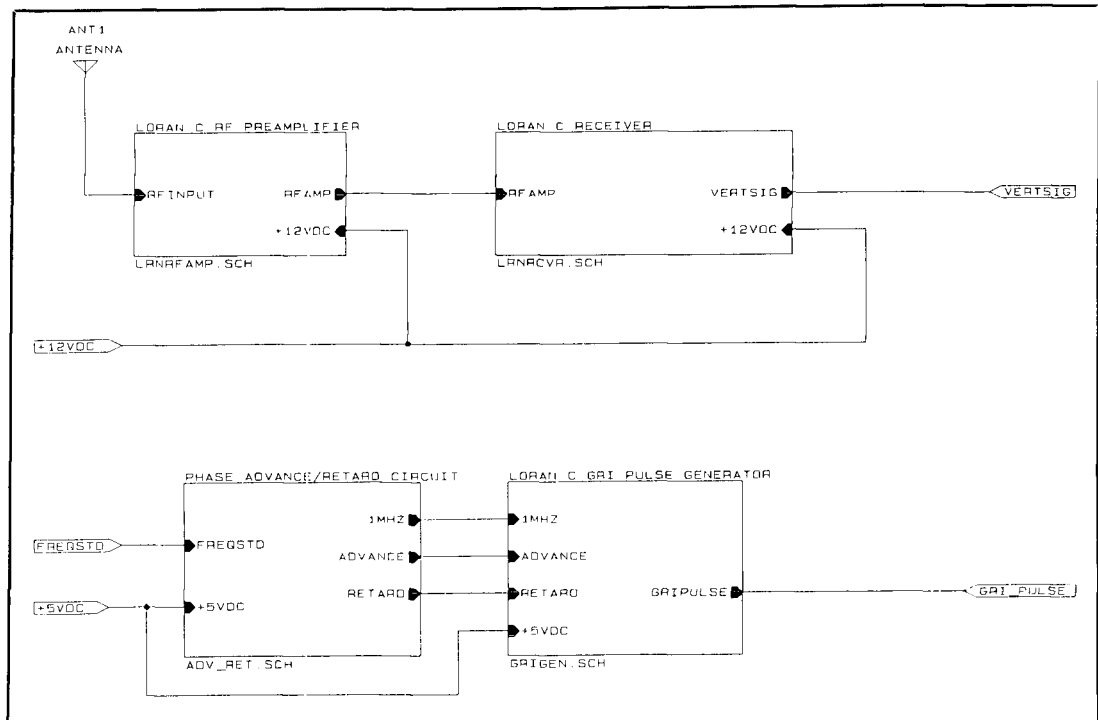 ANT1
ANTENNA
LORAN C RF PREAMPLIFIER
LORAN C RECEIVER
RFINPUT
RFAMP
RFAMP
VERTSIG
VERTSIG
+12VDC
+12VDC
LRNRFAMP.SCH
LRNRCVR.SCH
+12VDC
PHASE ADVANCE/RETARD CIRCUIT
LORAN C GRI PULSE GENERATOR
1MHZ
1MHZ
FREQSTD
FREQSTD
ADVANCE
ADVANCE
RETARD
RETARD
GRIPULSE
GRI_PULSE
+5VDC
+5VDC
+5VDC
ADV_RET.SCH
GRIGEN.SCH